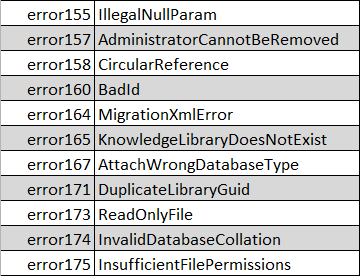 error155 IllegalNullParam
error157 AdministratorCannotBeRemoved
error158 CircularReference
error160 BadId
error164 MigrationXmlError
error165 KnowledgeLibraryDoesNotExist
error167 AttachWrongDatabaseType
error171 DuplicateLibraryGuid
error173 ReadOnlyFile
error174 InvalidDatabaseCollation
error175 InsufficientFilePermissions